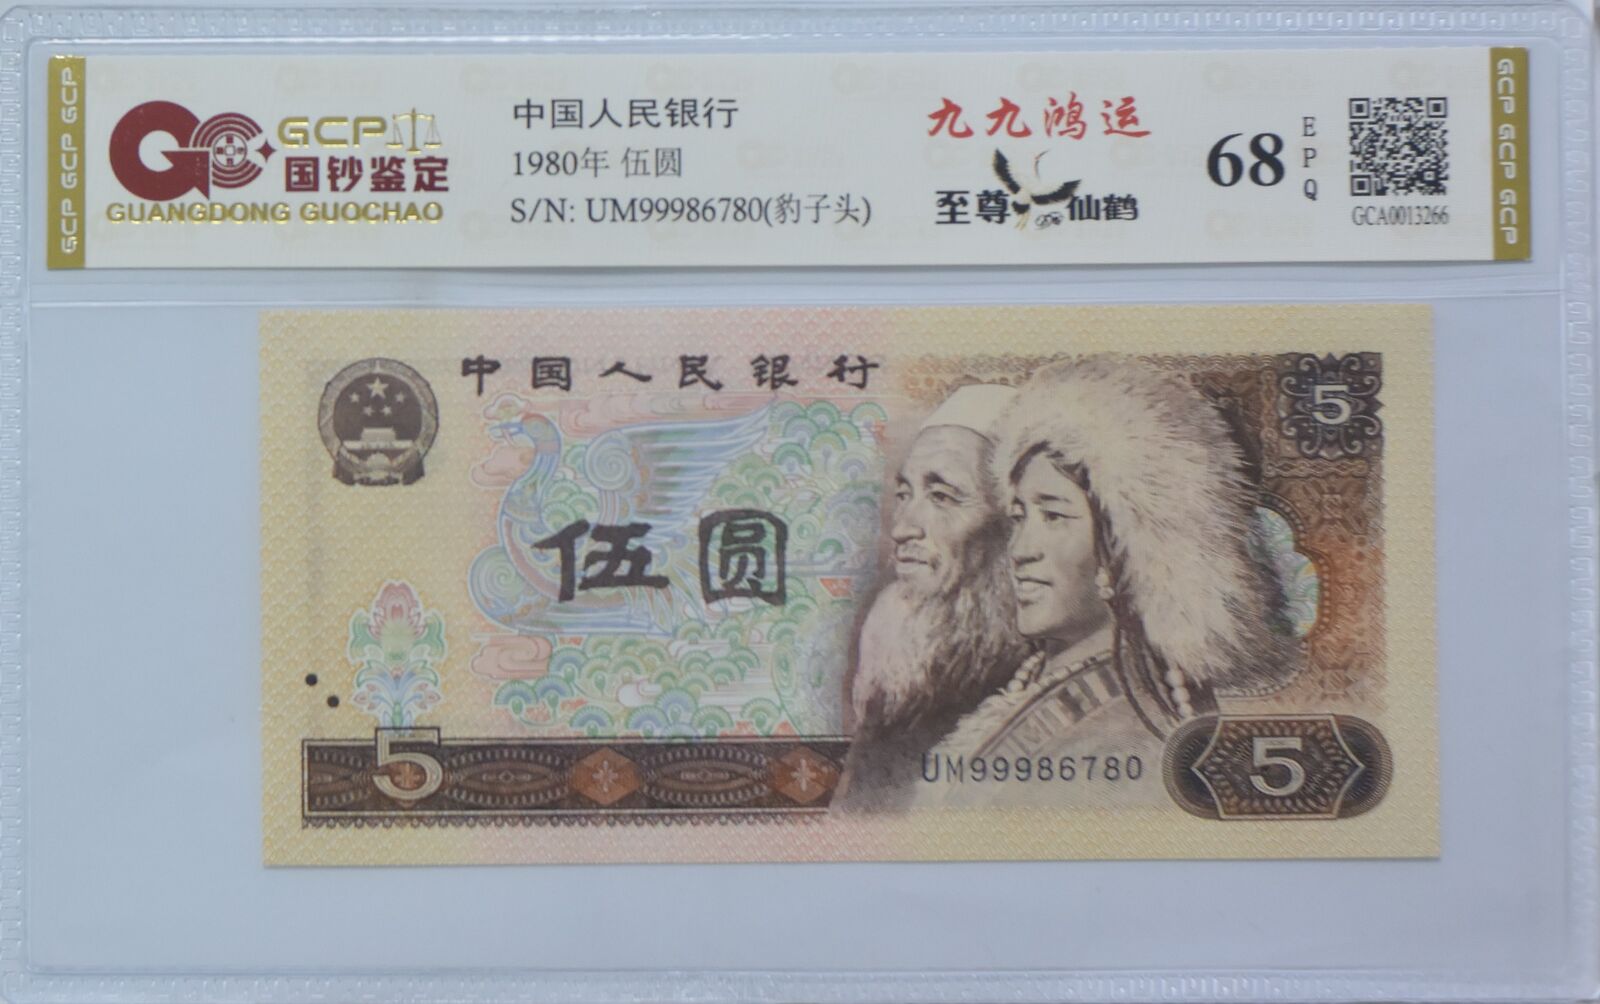 GCP GCP GCP
GCP
国钞鉴定
GUANGDONG GUOCHAO
中国人民银行
1980年 伍圆
S/N: UM99986780(豹子头)
九九鸿运
至尊 仙鹤
68
EPQ
GCA0013266
GCP GCP GCP
中国人民银行
5
伍圆
5
UM99986780
5